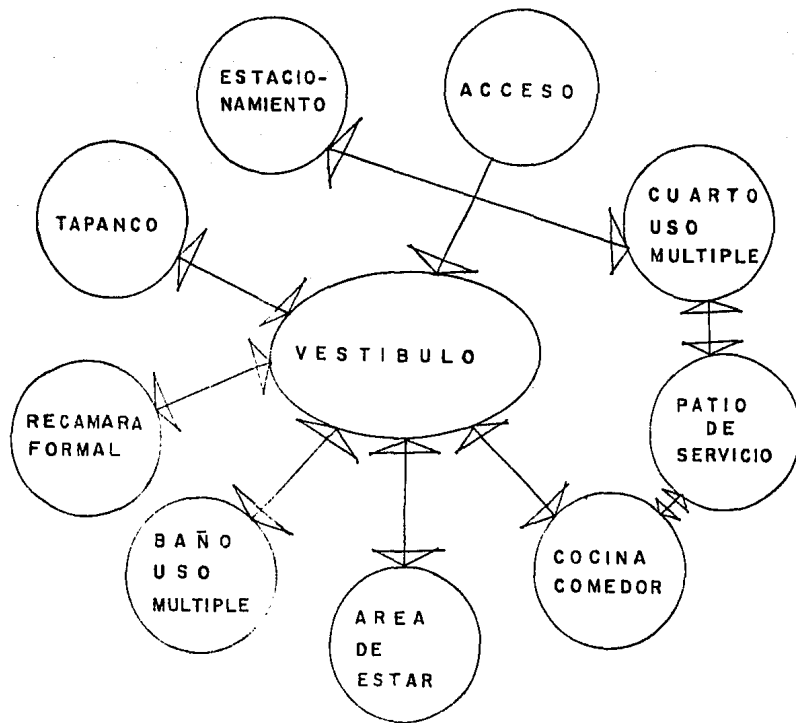 ESTACIO-
NAMIENTO
ACCESO
TAPANCO
CUARTO
USO
MULTIPLE
VESTIBULO
RECAMARA
FORMAL
PATIO
DE
SERVICIO
BAÑO
USO
MULTIPLE
COCINA
COMEDOR
AREA
DE
ESTAR